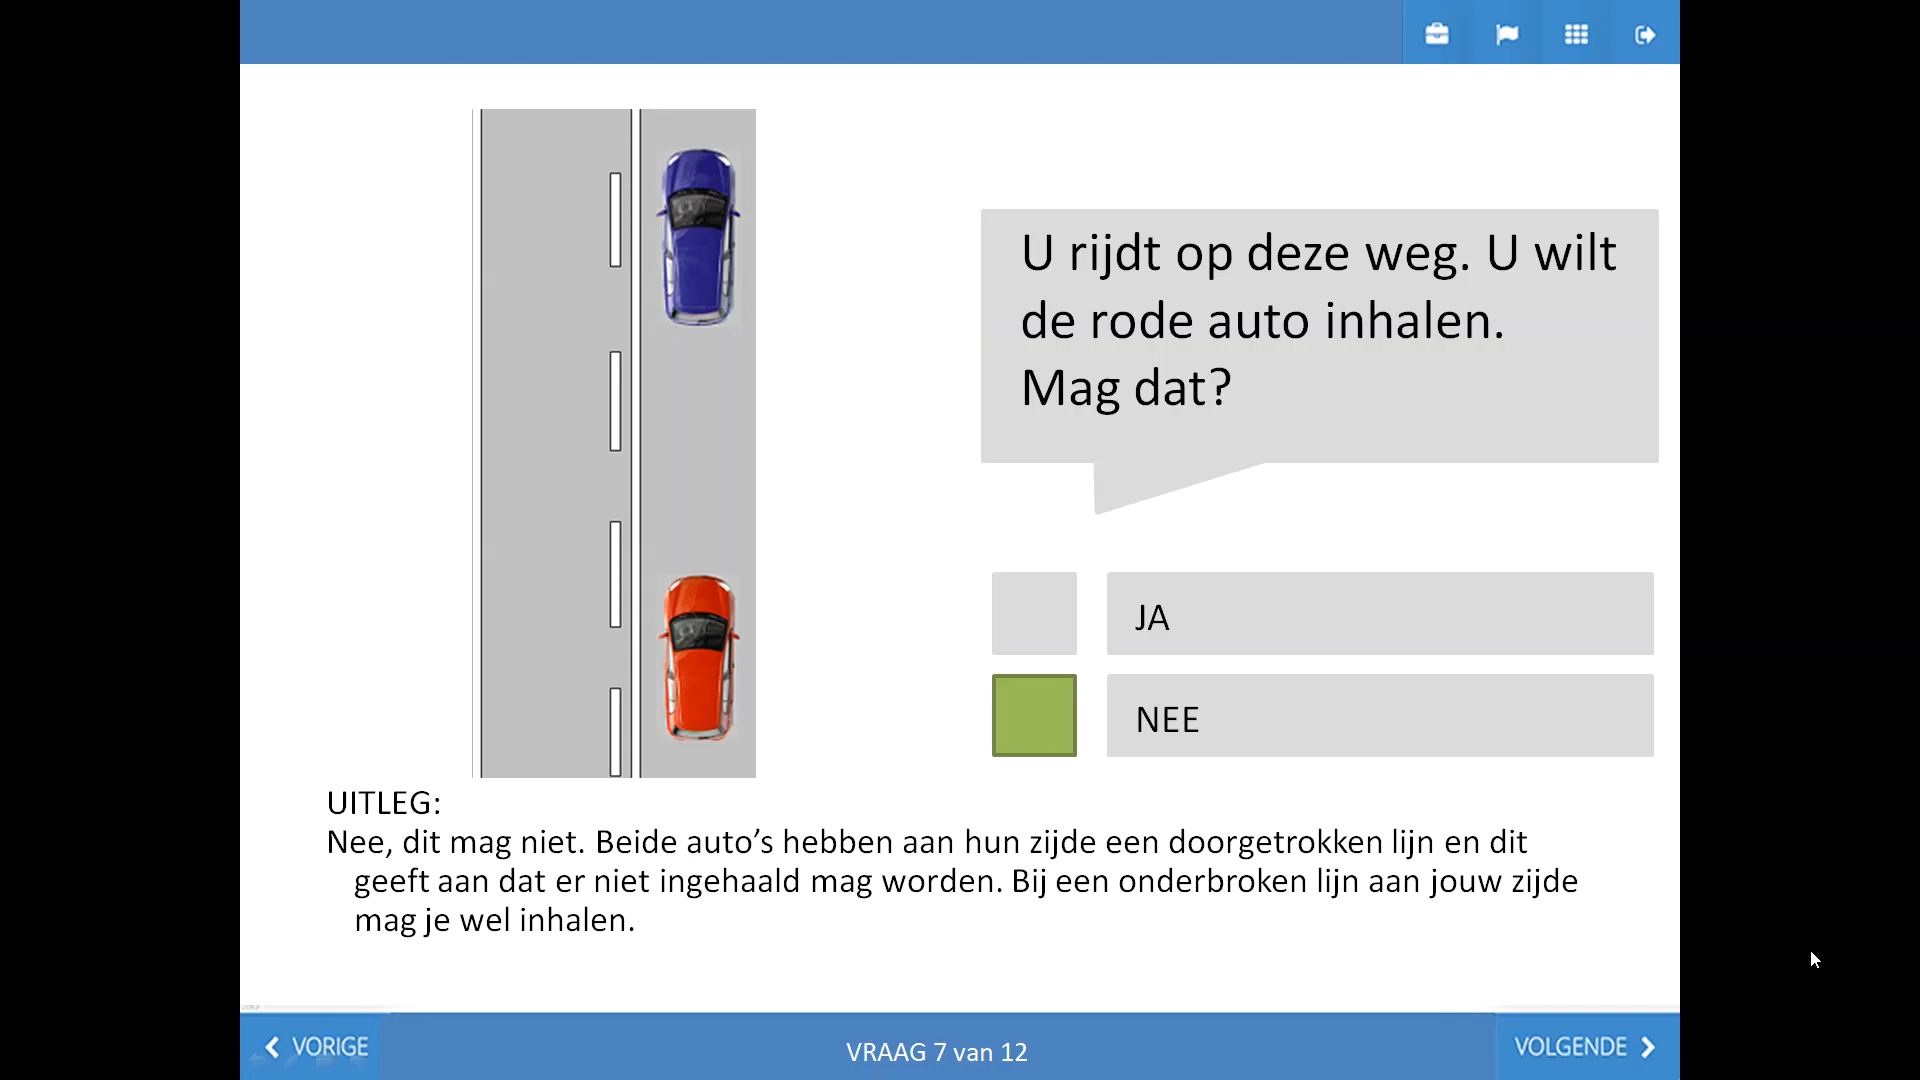 U rijdt op deze weg. U wilt
de rode auto inhalen.
Mag dat?
JA
NEE
UITLEG:
Nee, dit mag niet. Beide auto’s hebben aan hun zijde een doorgetrokken lijn en dit
geeft aan dat er niet ingehaald mag worden. Bij een onderbroken lijn aan jouw zijde
mag je wel inhalen.
VORIGE
VRAAG 7 van 12
VOLGENDE